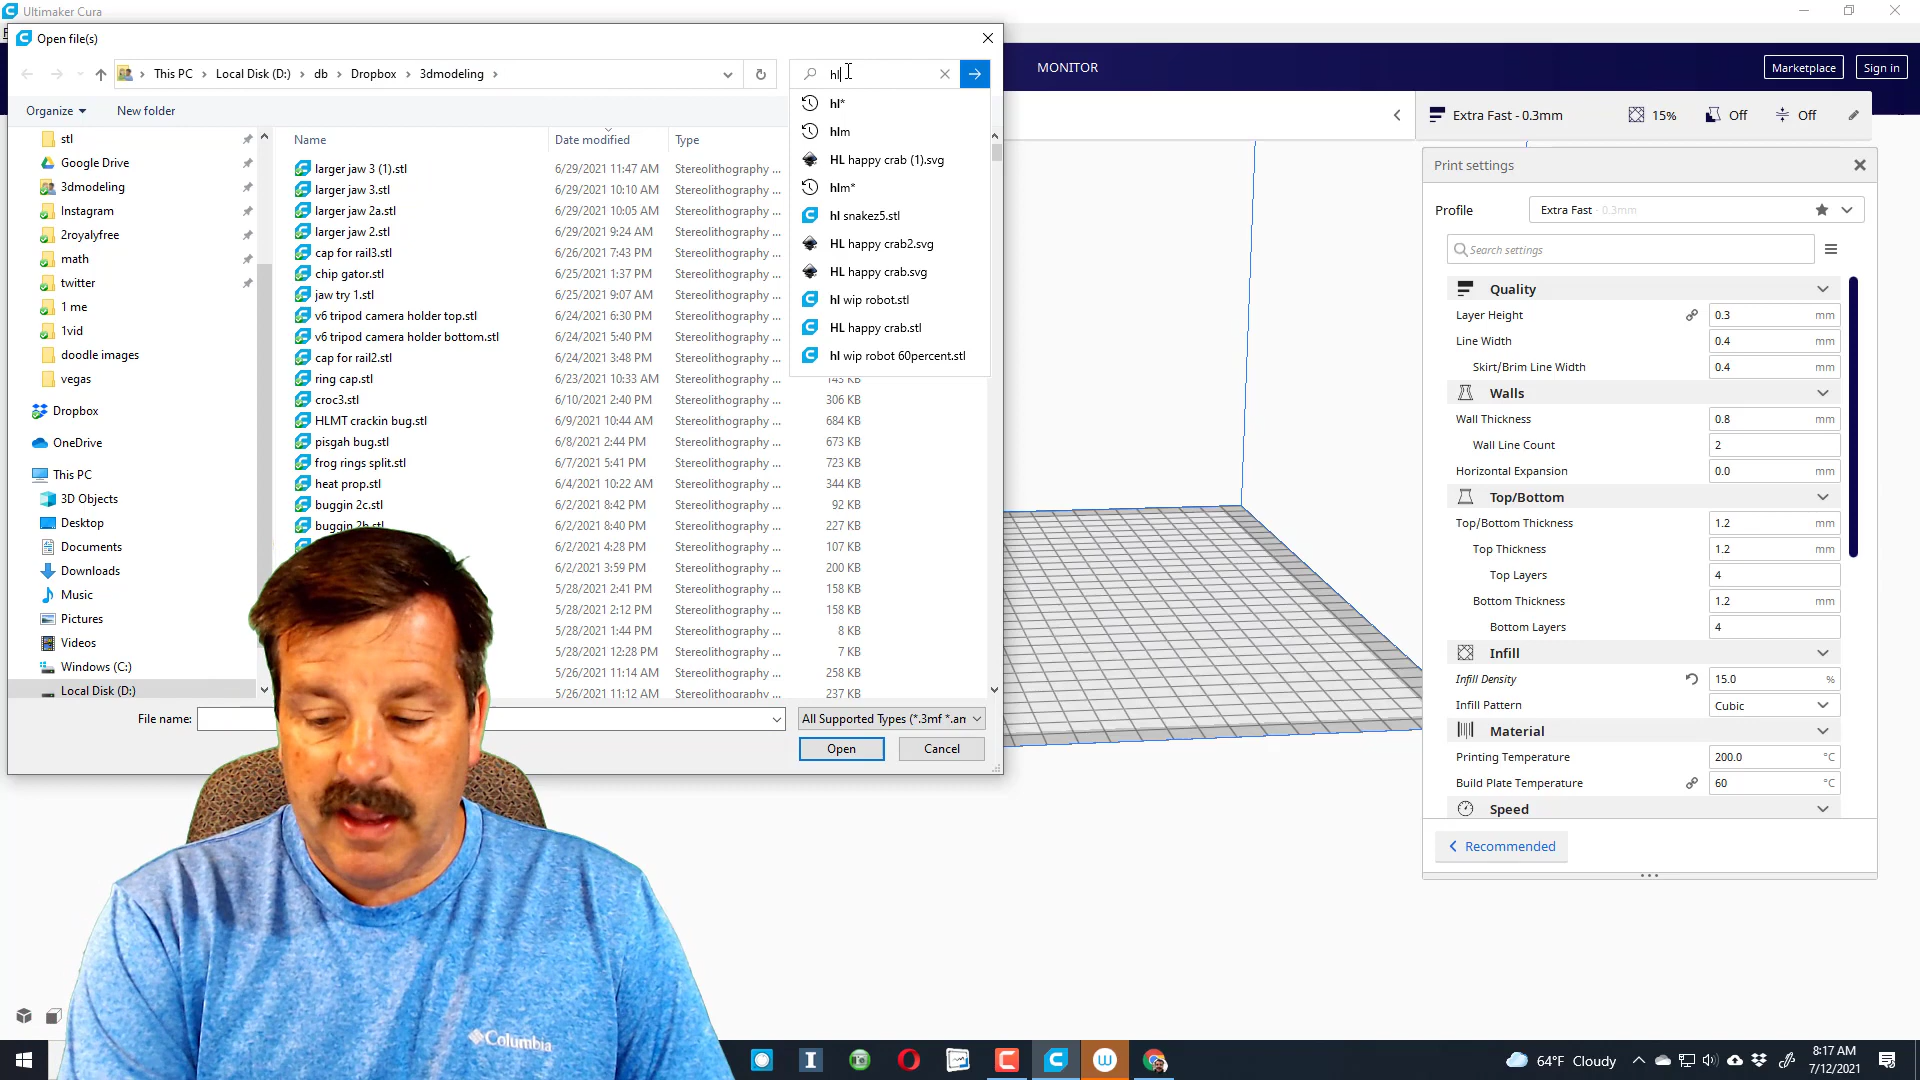 Ultimaker Cura
Open file(s)
This PC > Local Disk (D:) > db > Dropbox > 3dmodeling >
hl
MONITOR
Marketplace
Sign in
Organize
New folder
hl*
hlm
HL happy crab (1).svg
hlm*
hl snakez5.stl
HL happy crab2.svg
HL happy crab.svg
hl wip robot.stl
HL happy crab.stl
hl wip robot 60percent.stl
Extra Fast - 0.3mm
15%
Off
Off
stl
Google Drive
3dmodeling
Instagram
2royalyfree
math
twitter
1 me
1vid
doodle images
vegas
Dropbox
OneDrive
This PC
3D Objects
Desktop
Documents
Downloads
Music
Pictures
Videos
Windows (C:)
Local Disk (D:)
Name Date modified Type
larger jaw 3 (1).stl 6/29/2021 11:47 AM Stereolithography ...
larger jaw 3.stl 6/29/2021 10:10 AM Stereolithography ...
larger jaw 2a.stl 6/29/2021 10:05 AM Stereolithography ...
larger jaw 2.stl 6/29/2021 9:24 AM Stereolithography ...
cap for rail3.stl 6/26/2021 7:43 PM Stereolithography ...
chip gator.stl 6/25/2021 1:37 PM Stereolithography ...
jaw try 1.stl 6/25/2021 9:07 AM Stereolithography ...
v6 tripod camera holder top.stl 6/24/2021 6:30 PM Stereolithography ...
v6 tripod camera holder bottom.stl 6/24/2021 5:40 PM Stereolithography ...
cap for rail2.stl 6/24/2021 3:48 PM Stereolithography ...
ring cap.stl 6/23/2021 10:33 AM Stereolithography ... 143 KB
croc3.stl 6/10/2021 2:40 PM Stereolithography ... 306 KB
HLMT crackin bug.stl 6/9/2021 10:44 AM Stereolithography ... 684 KB
pisgah bug.stl 6/8/2021 2:44 PM Stereolithography ... 673 KB
frog rings split.stl 6/7/2021 5:41 PM Stereolithography ... 723 KB
heat prop.stl 6/4/2021 10:22 AM Stereolithography ... 344 KB
buggin 2c.stl 6/2/2021 8:42 PM Stereolithography ... 92 KB
buggin 2b.stl 6/2/2021 8:40 PM Stereolithography ... 227 KB
6/2/2021 4:28 PM Stereolithography ... 107 KB
6/2/2021 3:59 PM Stereolithography ... 200 KB
5/28/2021 2:41 PM Stereolithography ... 158 KB
5/28/2021 2:12 PM Stereolithography ... 158 KB
5/28/2021 1:44 PM Stereolithography ... 8 KB
5/28/2021 12:28 PM Stereolithography ... 7 KB
5/26/2021 11:14 AM Stereolithography ... 258 KB
5/26/2021 11:12 AM Stereolithography ... 237 KB
File name:
All Supported Types (*.3mf *.an
Open
Cancel
Print settings
Profile
Extra Fast - 0.3mm
Search settings
Quality
Layer Height 0.3 mm
Line Width 0.4 mm
Skirt/Brim Line Width 0.4 mm
Walls
Wall Thickness 0.8 mm
Wall Line Count 2
Horizontal Expansion 0.0 mm
Top/Bottom
Top/Bottom Thickness 1.2 mm
Top Thickness 1.2 mm
Top Layers 4
Bottom Thickness 1.2 mm
Bottom Layers 4
Infill
Infill Density 15.0 %
Infill Pattern Cubic
Material
Printing Temperature 200.0 °C
Build Plate Temperature 60 °C
Speed
Recommended
Columbia
64°F Cloudy
8:17 AM
7/12/2021